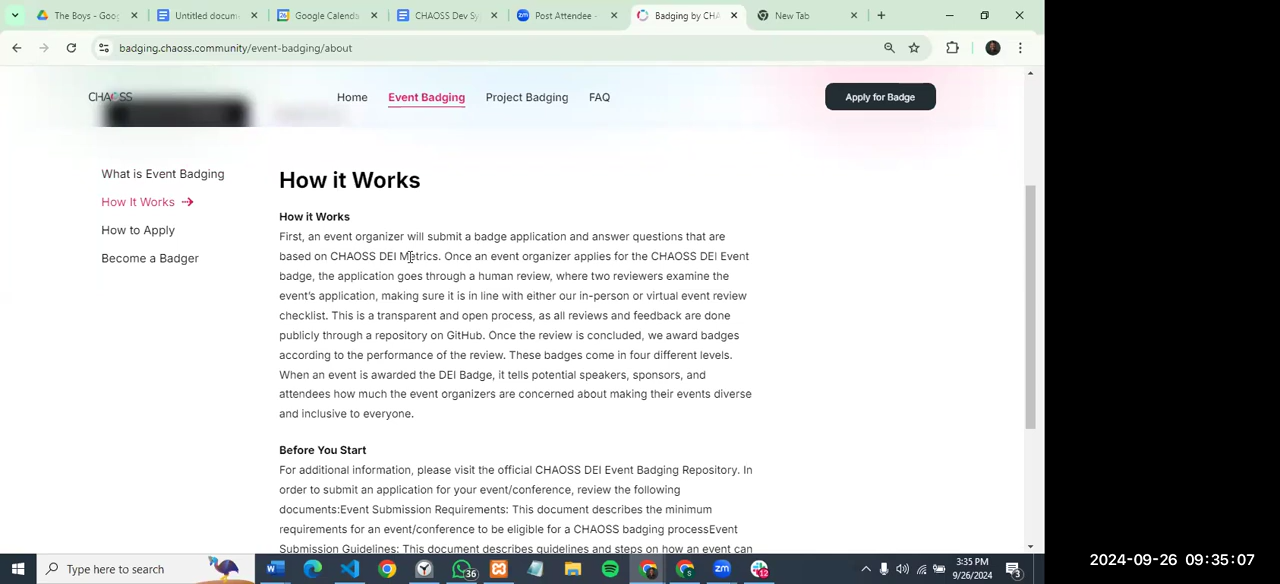 The Boys - Goo
Untitled docum
Google Calenda
CHAOSS Dev Sy
Post Attendee -
Badging by CHA
New Tab
badging.chaoss.community/event-badging/about
CHAOSS
Home
Event Badging
Project Badging
FAQ
Apply for Badge
What is Event Badging
How It Works
How to Apply
Become a Badger
How it Works
How it Works
First, an event organizer will submit a badge application and answer questions that are
based on CHAOSS DEI Metrics. Once an event organizer applies for the CHAOSS DEI Event
badge, the application goes through a human review, where two reviewers examine the
event's application, making sure it is in line with either our in-person or virtual event review
checklist. This is a transparent and open process, as all reviews and feedback are done
publicly through a repository on GitHub. Once the review is concluded, we award badges
according to the performance of the review. These badges come in four different levels.
When an event is awarded the DEI Badge, it tells potential speakers, sponsors, and
attendees how much the event organizers are concerned about making their events diverse
and inclusive to everyone.
Before You Start
For additional information, please visit the official CHAOSS DEI Event Badging Repository. In
order to submit an application for your event/conference, review the following
documents:Event Submission Requirements: This document describes the minimum
requirements for an event/conference to be eligible for a CHAOSS badging processEvent
Submission Guidelines: This document describes guidelines and steps on how an event can
Type here to search
36
12
3:35 PM
9/26/2024
3
2024-09-26 09:35:07